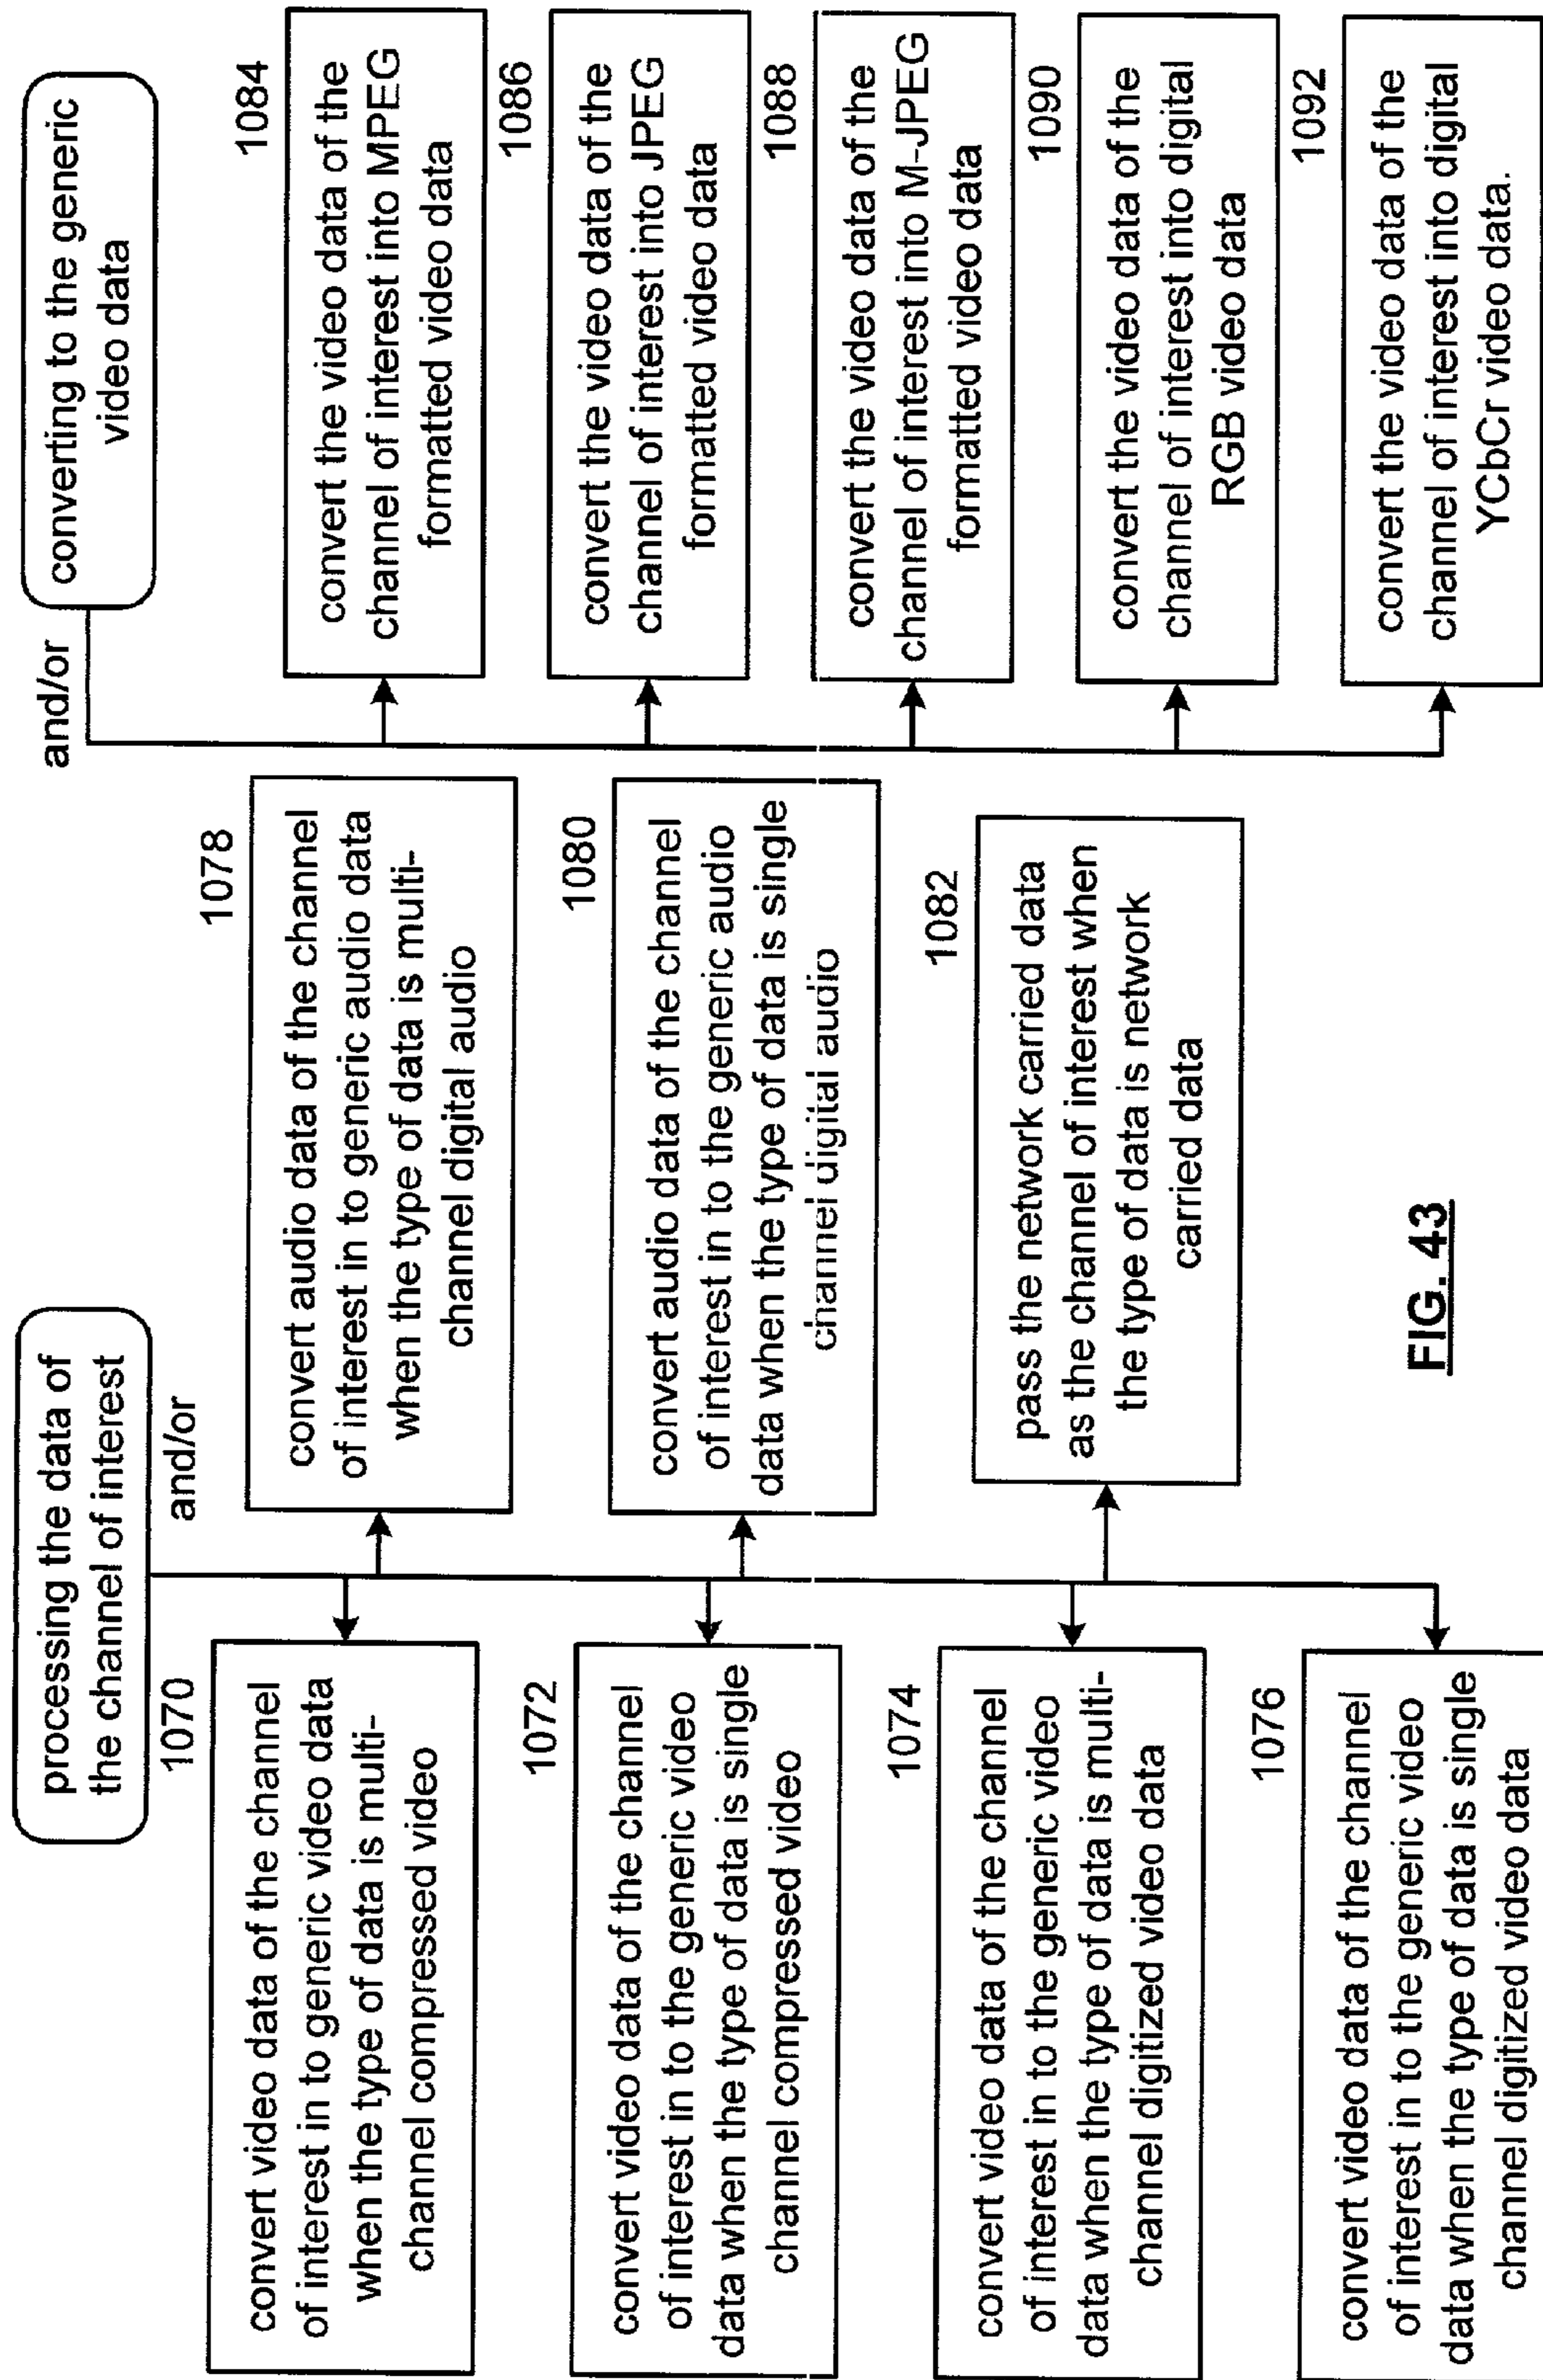 processing the data of
the channel of interest
and/or
1070
convert video data of the channel
of interest in to generic video data
when the type of data is multi-
channel compressed video
1072
convert video data of the channel
of interest in to the generic video
data when the type of data is single
channel compressed video
1074
convert video data of the channel
of interest in to the generic video
data when the type of data is multi-
channel digitized video data
1076
convert video data of the channel
of interest in to the generic video
data when the type of data is single
channel digitized video data
1078
convert audio data of the channel
of interest in to generic audio data
when the type of data is multi-
channel digital audio
1080
convert audio data of the channel
of interest in to the generic audio
data when the type of data is single
channel digital audio
1082
pass the network carried data
as the channel of interest when
the type of data is network
carried data
converting to the generic
video data
and/or
1084
convert the video data of the
channel of interest into MPEG
formatted video data
1086
convert the video data of the
channel of interest into JPEG
formatted video data
1088
convert the video data of the
channel of interest into M-JPEG
formatted video data
1090
convert the video data of the
channel of interest into digital
RGB video data
1092
convert the video data of the
channel of interest into digital
YCbCr video data.
FIG. 43